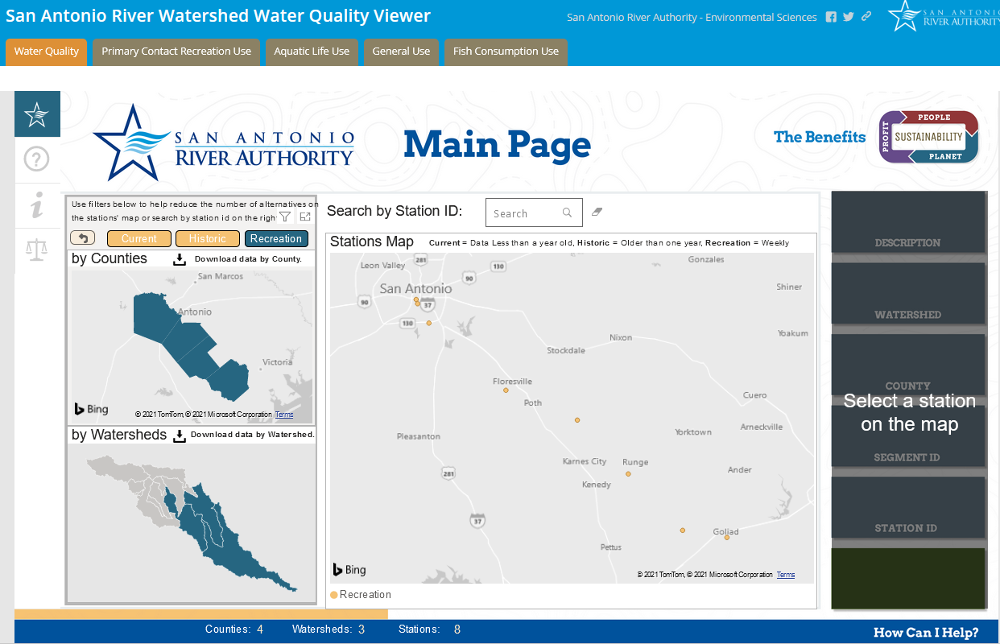 San Antonio River Watershed Water Quality Viewer
San Antonio River Authority - Environmental Sciences
SAN ANTONIO
RIVER AUTHORITY
Water Quality
Primary Contact Recreation Use
Aquatic Life Use
General Use
Fish Consumption Use
SAN ANTONIO
RIVER AUTHORITY
Main Page
The Benefits
PROFIT
PEOPLE
SUSTAINABILITY
PLANET
Use filters below to help reduce the number of alternatives on
the stations' map or search by station id on the righ
Current
Historic
Recreation
by Counties
Download data by County.
San Marcos
Antonio
Victoria
Bing
© 2021 TomTom, © 2021 Microsoft Corporation Terms
by Watersheds
Download data by Watershed.
Search by Station ID:
Search
Stations Map
Current = Data Less than a year old, Historic = Older than one year, Recreation = Weekly
Leon Valley
281
130
90
Gonzales
San Antonio
Shiner
90
37
130
Yoakum
Nixon
Stockdale
Floresville
Poth
Cuero
Arneckville
Yorktown
Pleasanton
Karnes City
Runge
Ander
281
Kenedy
37
Goliad
Pettus
Bing
© 2021 TomTom, © 2021 Microsoft Corporation Terms
Recreation
DESCRIPTION
WATERSHED
COUNTY
Select a station
on the map
SEGMENT ID
STATION ID
Counties: 4
Watersheds: 3
Stations: 8
How Can I Help?